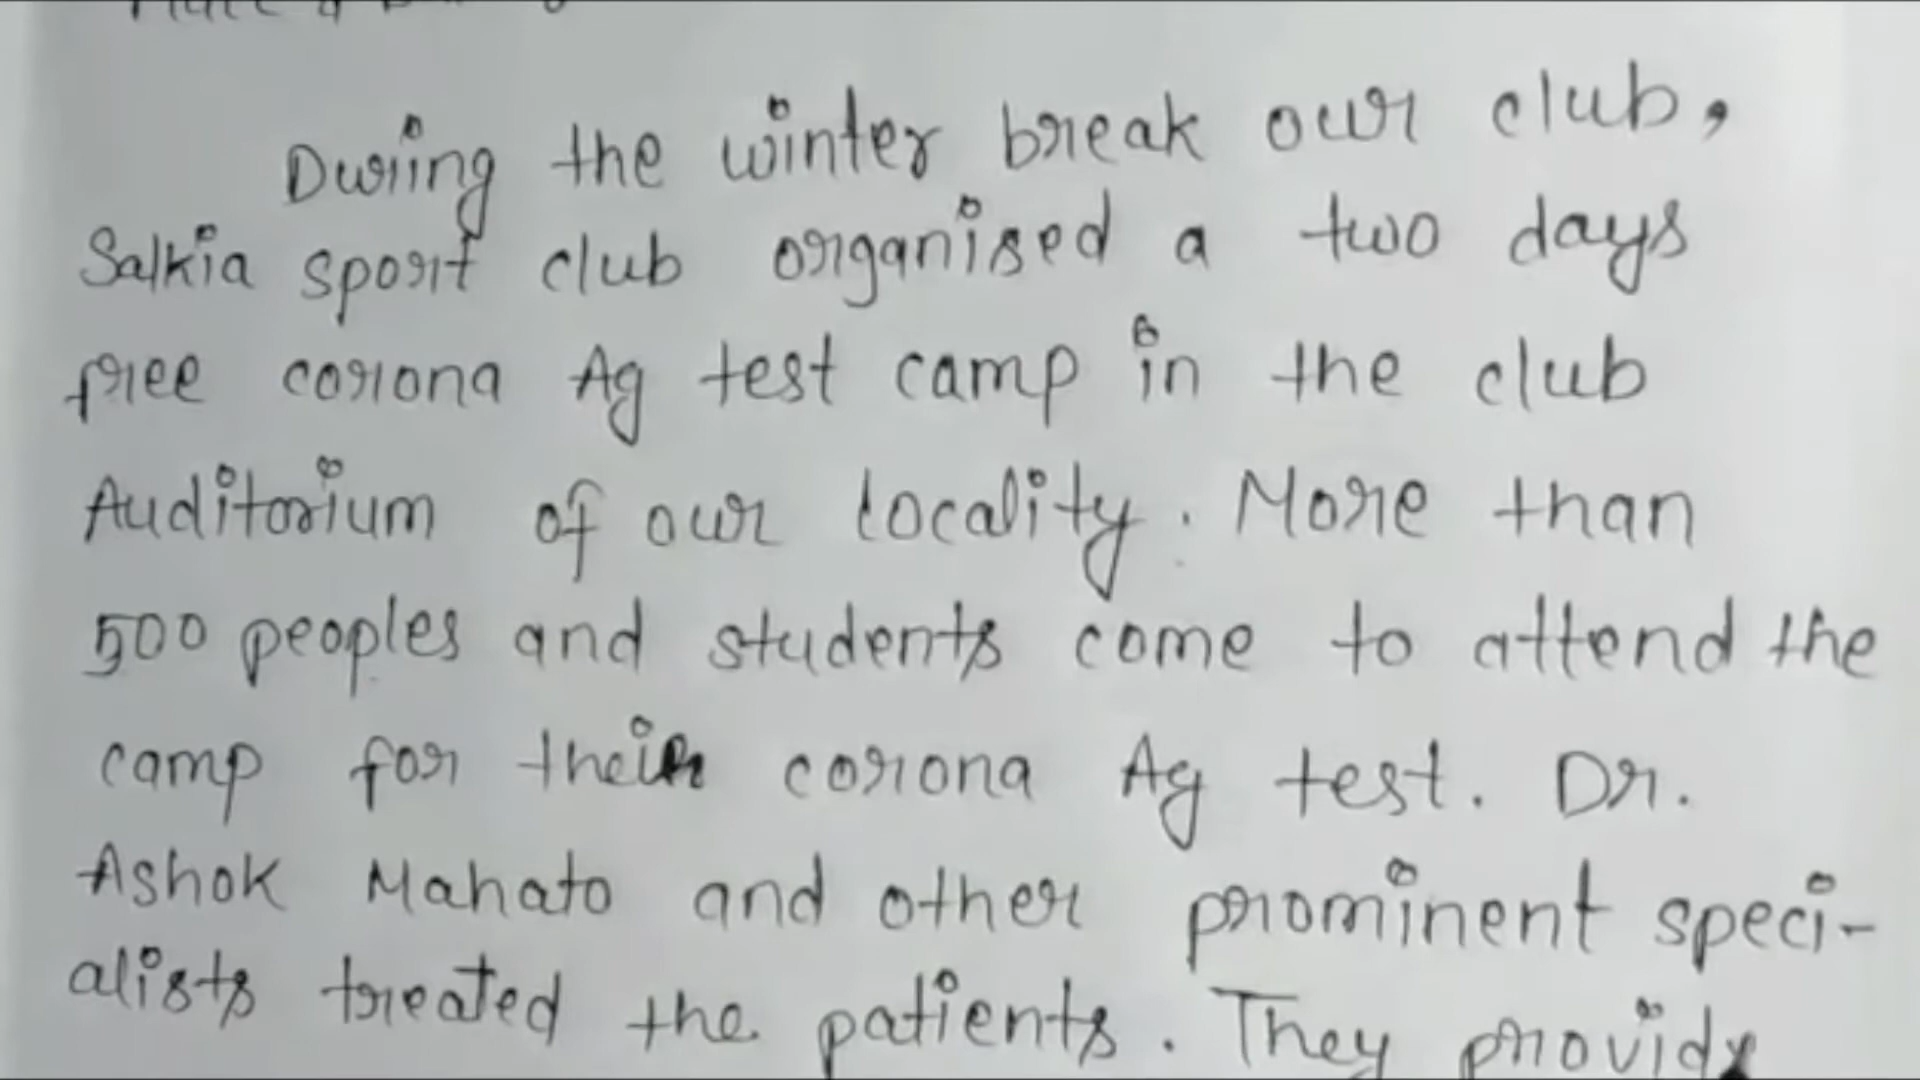 During the winter break our club,
Salkia sport club organised a two days
free corona Ag test camp in the club
Auditorium of our locality. More than
500 peoples and students come to attend the
camp for their corona Ag test. Dr.
Ashok Mahato and other prominent speci-
alists treated the patients. They